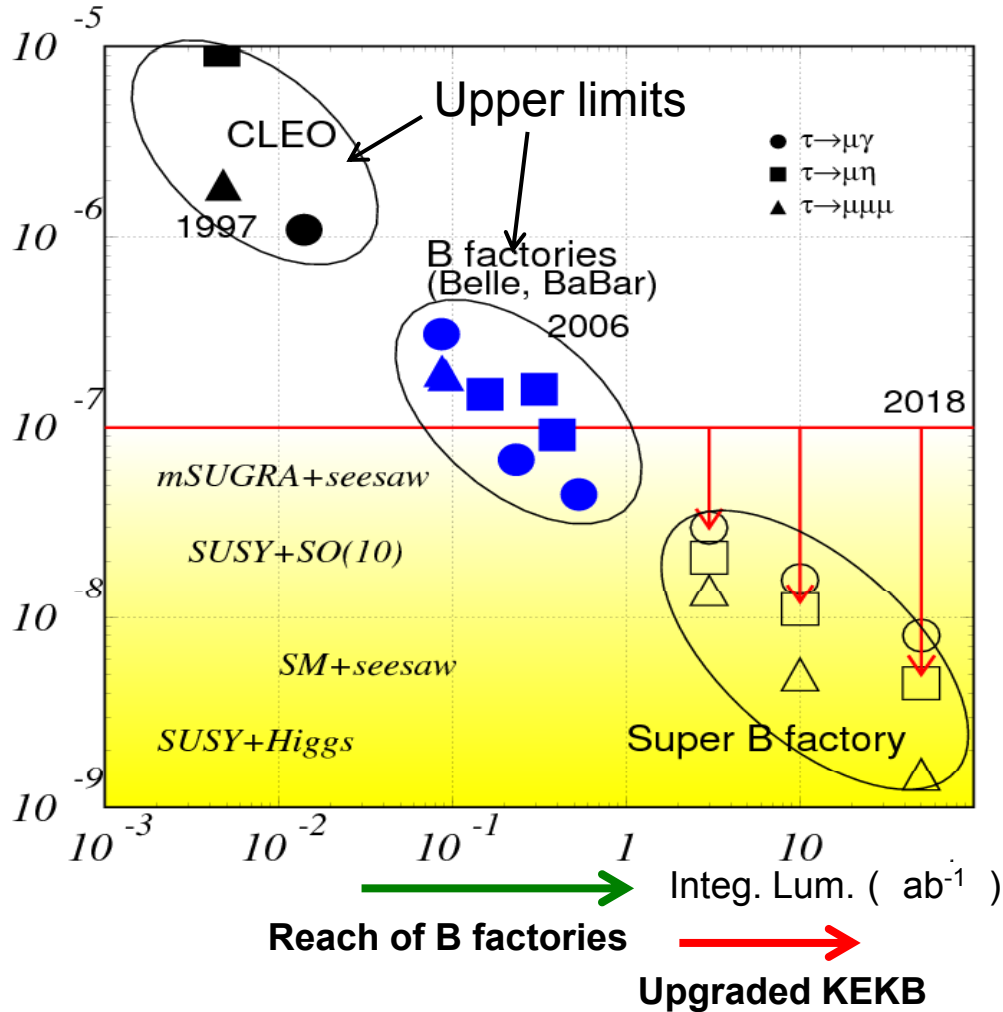 10 -5
Upper limits
CLEO
τ→μγ
τ→μη
τ→μμμ
10 -6
1997
B factories
(Belle, BaBar)
2006
10 -7
2018
mSUGRA+seesaw
SUSY+SO(10)
10 -8
SM+seesaw
SUSY+Higgs
Super B factory
10 -9
10 -3 10 -2 10 -1 1 10
Integ. Lum. ( ab-1 )
Reach of B factories
Upgraded KEKB